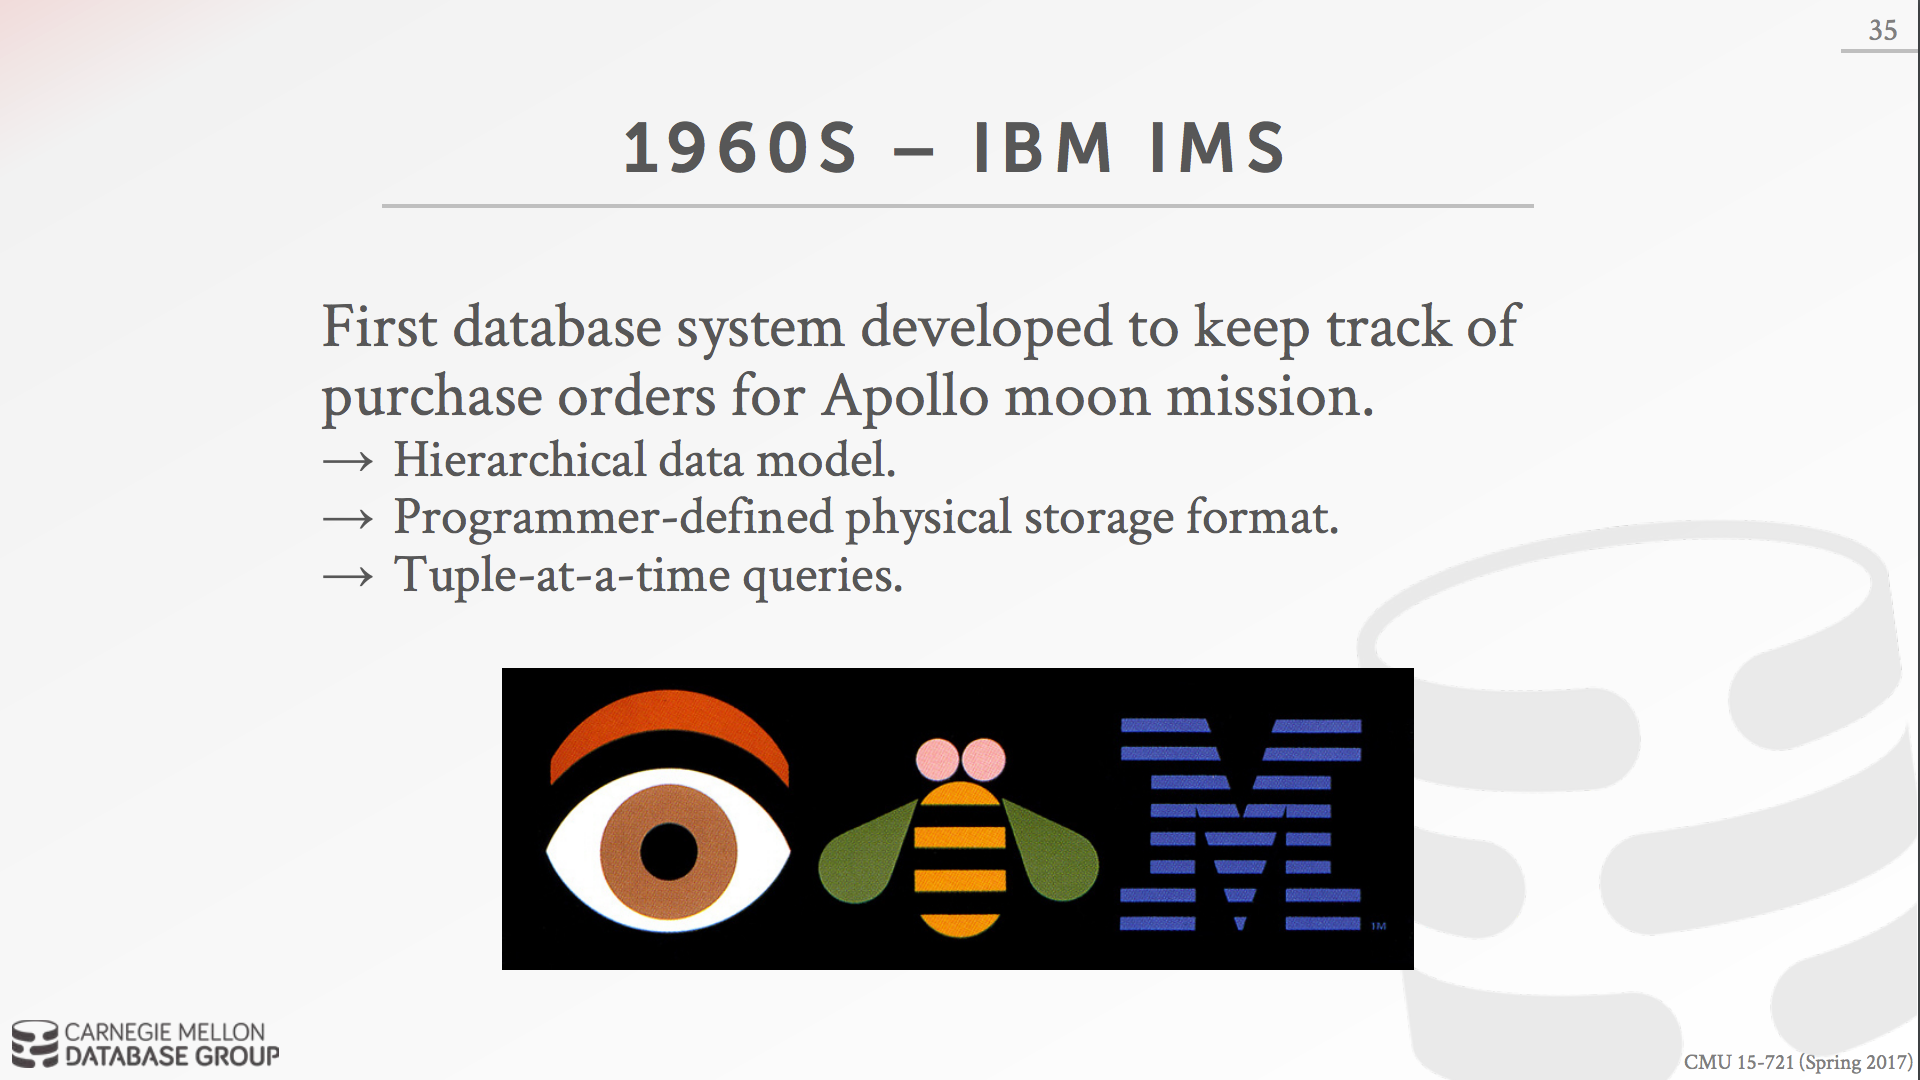 35
1960S – IBM IMS
First database system developed to keep track of
purchase orders for Apollo moon mission.
→ Hierarchical data model.
→ Programmer-defined physical storage format.
→ Tuple-at-a-time queries.
M
TM
CARNEGIE MELLON
DATABASE GROUP
CMU 15-721 (Spring 2017)